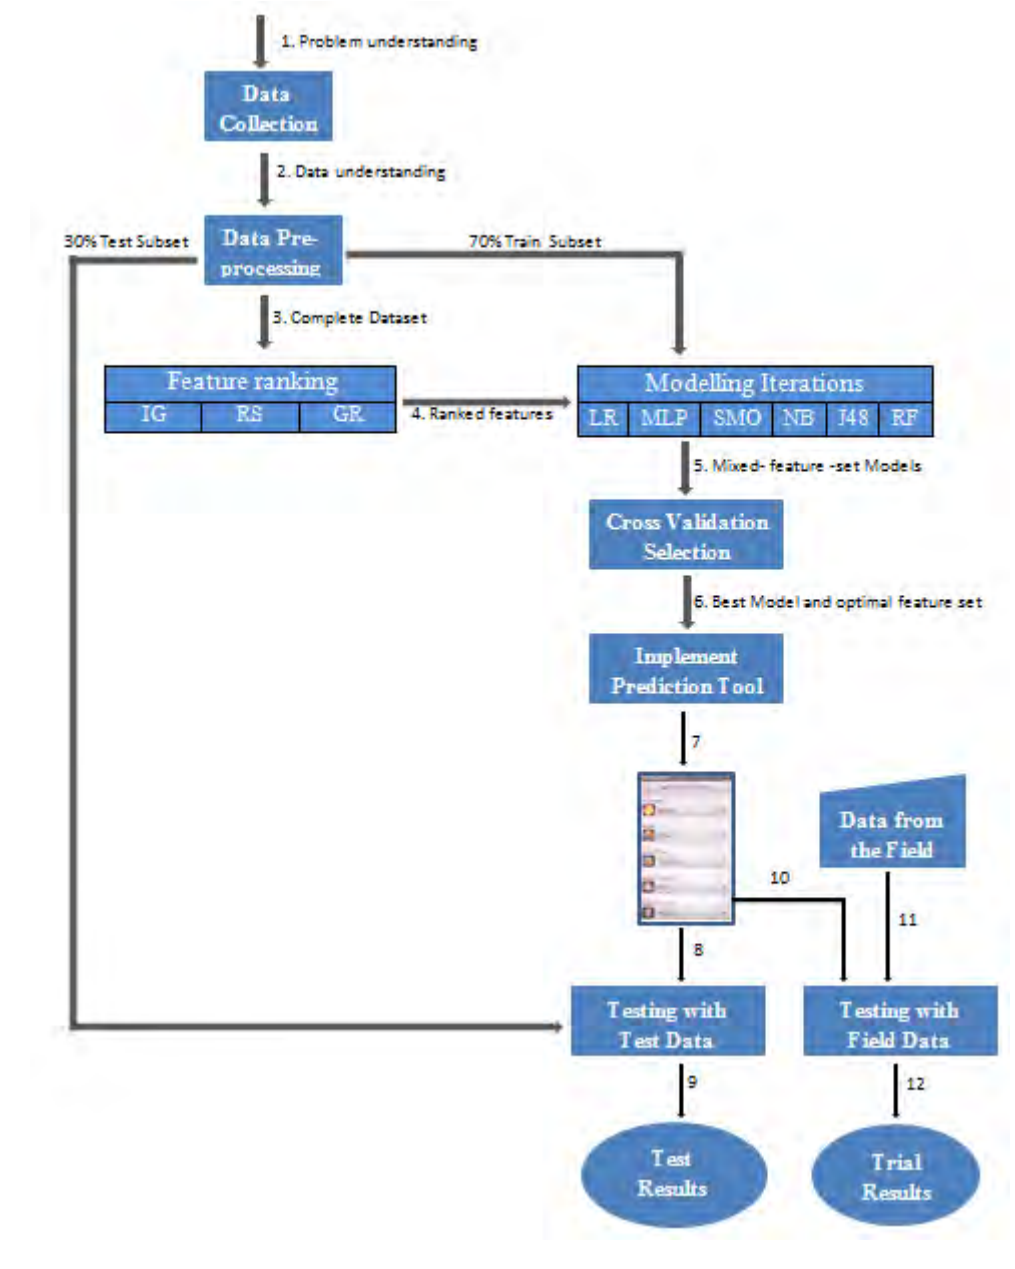 1. Problem understanding
Data
Collection
2. Data understanding
30% Test Subset
Data Pre-
processing
70% Train Subset
3. Complete Dataset
Feature ranking
IG RS GR
4. Ranked features
Modelling Iterations
LR MLP SMO NB J48 RF
5. Mixed- feature -set Models
Cross Validation
Selection
6. Best Model and optimal feature set
Implement
Prediction Tool
7
Data from
the Field
10
11
8
Testing with
Test Data
Testing with
Field Data
9
12
Test
Results
Trial
Results